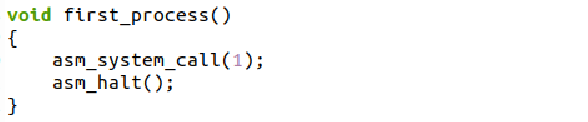 void first_process()
{
    asm_system_call(1);
    asm_halt();
}